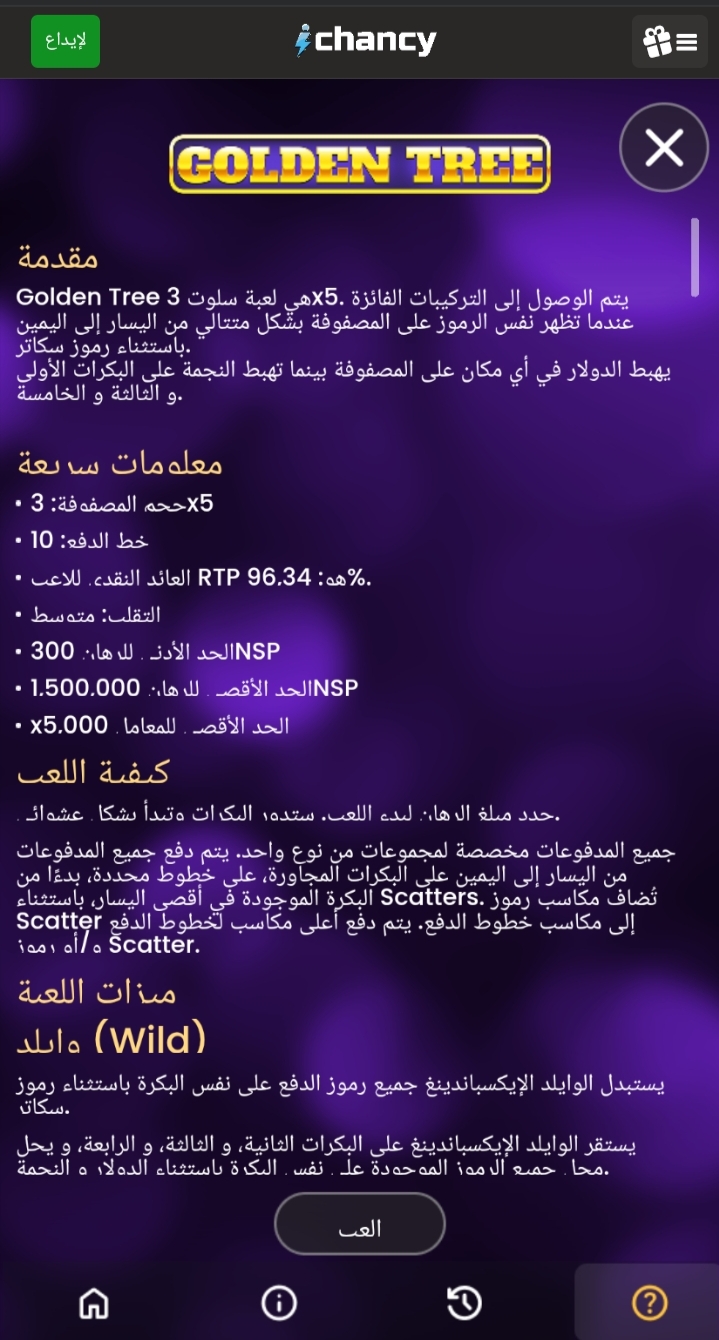 لإيداع
ichancy
GOLDEN TREE
مقدمة
Golden Tree هي لعبة سلوت 3x5. يتم الوصول إلى التركيبات الفائزة
عندما تظهر نفس الرموز على المصفوفة بشكل متتالي من اليسار إلى اليمين
باستثناء رموز سكاتر.
يهبط الدولار في أي مكان على المصفوفة بينما تهبط النجمة على البكرات الأولى
و الثالثة و الخامسة.
معلومات سريعة
• حجم المصفوفة: 3x5
• خط الدفع: 10
• العائد النقدي للاعب RTP هو: 96.34%.
• التقلب: متوسط
• الحد الأدنى للرهان 300NSP
• الحد الأقصى للرهان 1.500.000NSP
• الحد الأقصى للمعامل x5.000
كيفية اللعب
حدد مبلغ الرهان لبدء اللعب. ستدور البكرات وتبدأ بشكل عشوائي.
جميع المدفوعات مخصصة لمجموعات من نوع واحد. يتم دفع جميع المدفوعات
من اليسار إلى اليمين على البكرات المجاورة، على خطوط محددة، بدءًا من
البكرة الموجودة في أقصى اليسار، باستثناء Scatters. تُضاف مكاسب رموز
Scatter إلى مكاسب خطوط الدفع. يتم دفع أعلى مكاسب لخطوط الدفع
و/أو رموز Scatter.
ميزات اللعبة
وايلد (Wild)
يستبدل الوايلد الإيكسباندينغ جميع رموز الدفع على نفس البكرة باستثناء رموز
سكاتر.
يستقر الوايلد الإيكسباندينغ على البكرات الثانية، و الثالثة، و الرابعة، و يحل
محل جميع الرموز الموجودة على نفس البكرة باستثناء الدولار و النجمة.
العب